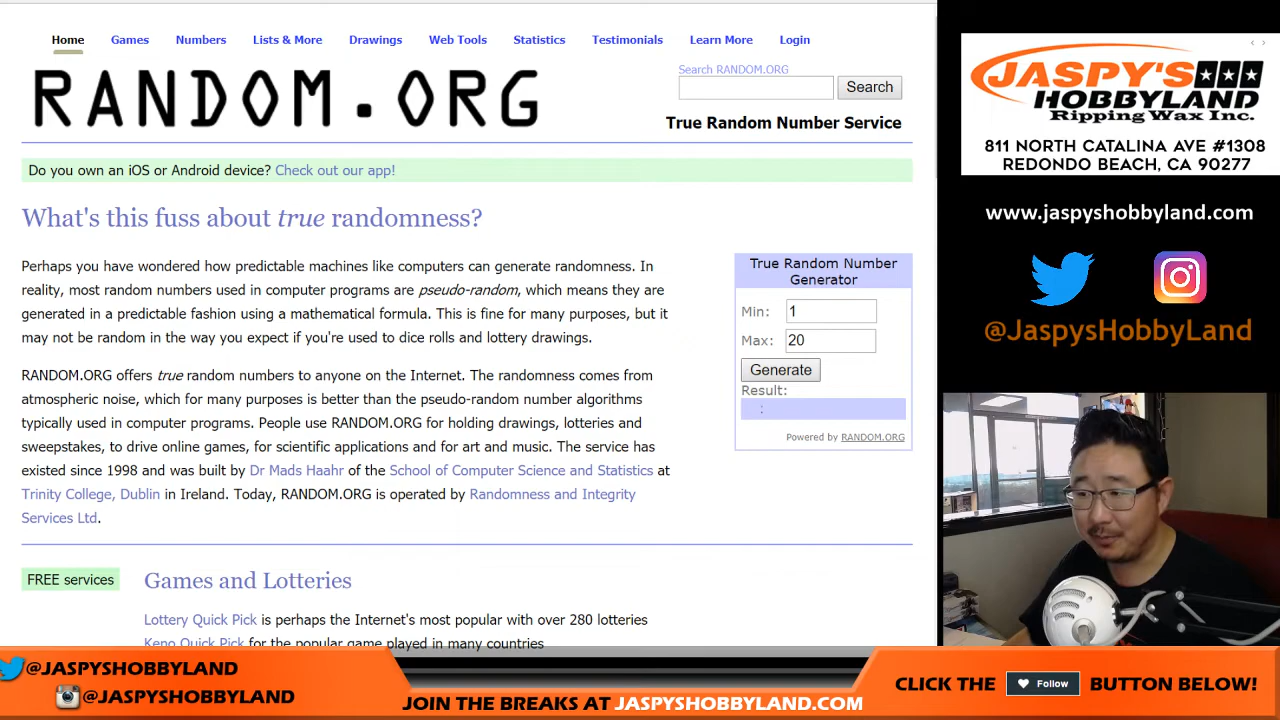 Home Games Numbers Lists & More Drawings Web Tools Statistics Testimonials Learn More Login
RANDOM.ORG
Search RANDOM.ORG
Search
True Random Number Service
Do you own an iOS or Android device? Check out our app!
What's this fuss about true randomness?
Perhaps you have wondered how predictable machines like computers can generate randomness. In
reality, most random numbers used in computer programs are pseudo-random, which means they are
generated in a predictable fashion using a mathematical formula. This is fine for many purposes, but it
may not be random in the way you expect if you're used to dice rolls and lottery drawings.
RANDOM.ORG offers true random numbers to anyone on the Internet. The randomness comes from
atmospheric noise, which for many purposes is better than the pseudo-random number algorithms
typically used in computer programs. People use RANDOM.ORG for holding drawings, lotteries and
sweepstakes, to drive online games, for scientific applications and for art and music. The service has
existed since 1998 and was built by Dr Mads Haahr of the School of Computer Science and Statistics at
Trinity College, Dublin in Ireland. Today, RANDOM.ORG is operated by Randomness and Integrity
Services Ltd.
True Random Number
Generator
Min: 1
Max: 20
Generate
Result:
Powered by RANDOM.ORG
FREE services
Games and Lotteries
Lottery Quick Pick is perhaps the Internet's most popular with over 280 lotteries
Keno Quick Pick for the popular game played in many countries
JASPY'S
HOBBYLAND
Ripping Wax Inc.
811 NORTH CATALINA AVE #1308
REDONDO BEACH, CA 90277
www.jaspyshobbyland.com
@JaspysHobbyLand
@JASPYSHOBBYLAND
@JASPYSHOBBYLAND
JOIN THE BREAKS AT JASPYSHOBBYLAND.COM
CLICK THE Follow BUTTON BELOW!